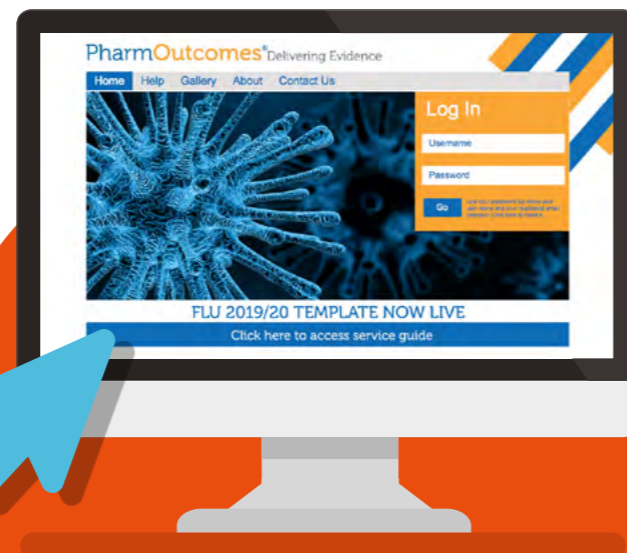 PharmOutcomes® Delivering Evidence
Home Help Gallery About Contact Us
Log In
Username
Password
Go
FLU 2019/20 TEMPLATE NOW LIVE
Click here to access service guide